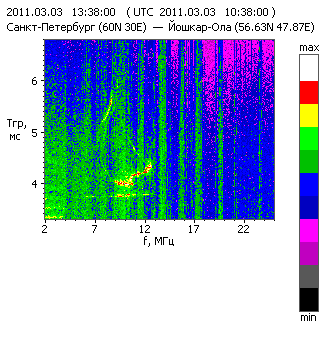 2011.03.03 13:38:00 (UTC 2011.03.03 10:38:00 )
Санкт-Петербург (60N 30E) — Йошкар-Ола (56.63N 47.87E)
max
6
Tгр,
мс
5
4
2 7 12 17 22
f, МГц
min